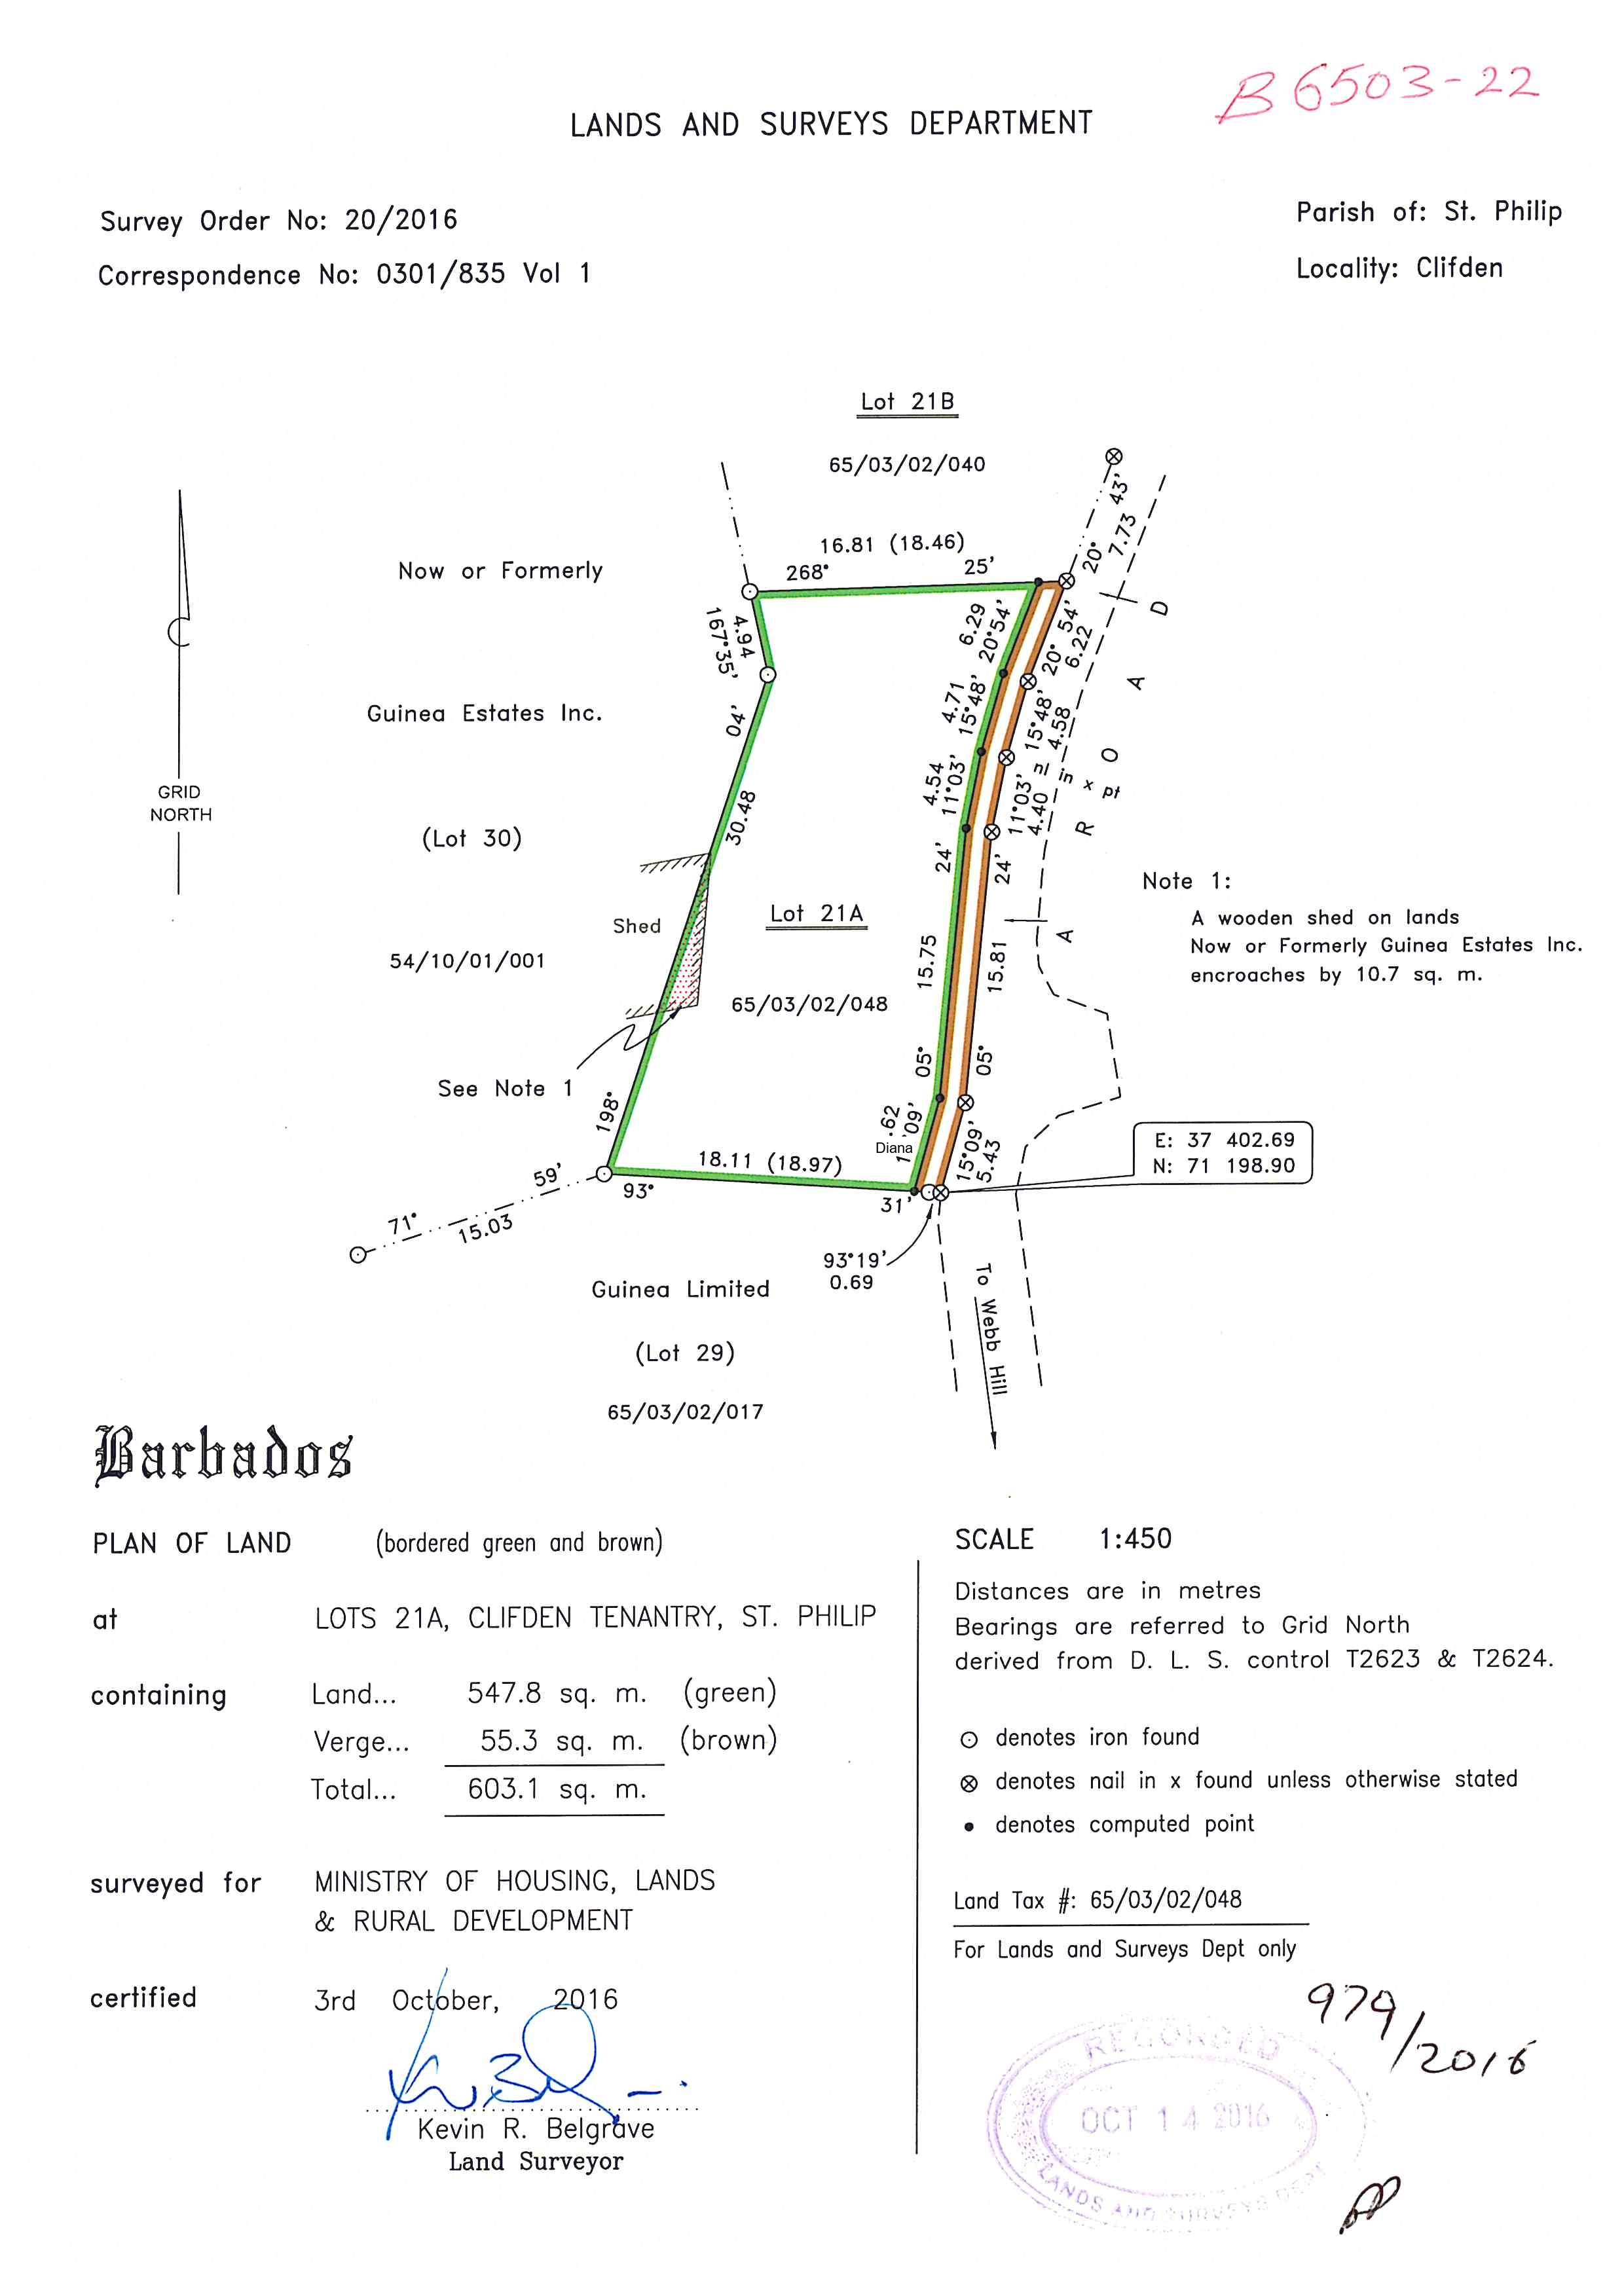 B 6503-22
LANDS AND SURVEYS DEPARTMENT
Survey Order No: 20/2016
Correspondence No: 0301/835 Vol 1
Parish of: St. Philip
Locality: Clifden
Lot 21B
65/03/02/040
16.81 (18.46)
268° 25'
Now or Formerly
Guinea Estates Inc.
(Lot 30)
54/10/01/001
GRID
NORTH
4.94
167°35'
04'
30.48
198°
Shed
See Note 1
Lot 21A
65/03/02/048
6.29
20°54'
4.71
15°48'
4.54
11°03'
24'
15.75
05°
.62
'09'
Diana
20° 43'
7.73
20° 54'
6.22
15°48'
4.58
11°03'
4.40
nl in x pt
24'
15.81
05°
15°09'
5.43
A ROAD
Note 1:
A wooden shed on lands
Now or Formerly Guinea Estates Inc.
encroaches by 10.7 sq. m.
E: 37 402.69
N: 71 198.90
18.11 (18.97)
93° 31'
71° 59'
15.03
93°19'
0.69
To Webb Hill
Guinea Limited
(Lot 29)
65/03/02/017
Barbados
PLAN OF LAND (bordered green and brown)
at LOTS 21A, CLIFDEN TENANTRY, ST. PHILIP
containing Land... 547.8 sq. m. (green)
Verge... 55.3 sq. m. (brown)
Total... 603.1 sq. m.
surveyed for MINISTRY OF HOUSING, LANDS
& RURAL DEVELOPMENT
certified 3rd October, 2016
Kevin R. Belgrave
Land Surveyor
SCALE 1:450
Distances are in metres
Bearings are referred to Grid North
derived from D. L. S. control T2623 & T2624.
⊙ denotes iron found
⊗ denotes nail in x found unless otherwise stated
• denotes computed point
Land Tax #: 65/03/02/048
For Lands and Surveys Dept only
979/2016
RECORDED
OCT 14 2016
LANDS AND SURVEYS DEPT